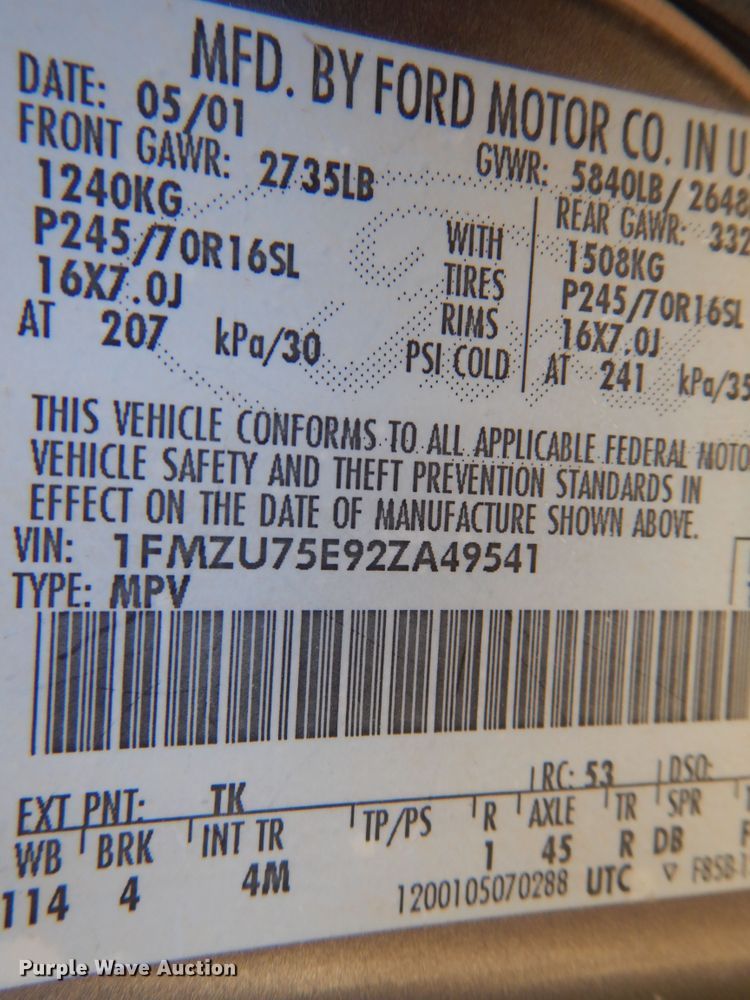 MFD. BY FORD MOTOR CO. IN U.
DATE: 05/01 GVWR: 5840LB/ 2648
FRONT GAWR: 2735LB REAR GAWR: 332
1240KG WITH 1508KG
P245/70R16SL TIRES P245/70R16SL
16X7.0J RIMS 16X7.0J
AT 207 kPa/30 PSI COLD AT 241 kPa/35
THIS VEHICLE CONFORMS TO ALL APPLICABLE FEDERAL MOTO
VEHICLE SAFETY AND THEFT PREVENTION STANDARDS IN
EFFECT ON THE DATE OF MANUFACTURE SHOWN ABOVE.
VIN: 1FMZU75E92ZA49541
TYPE: MPV
EXT PNT: TK RC: 53 DSO:
WB BRK INT TR TP/PS R AXLE TR SPR
114 4 4M 1 45 R DB
1200105070288 UTC F85B-1
Purple Wave Auction